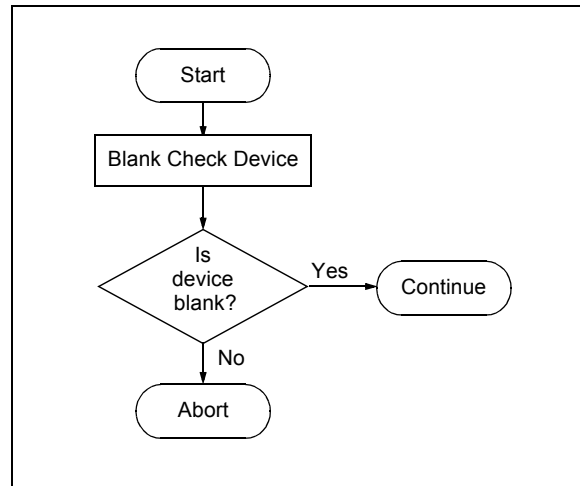 Start
Blank Check Device
Is
device
blank?
Yes
Continue
No
Abort